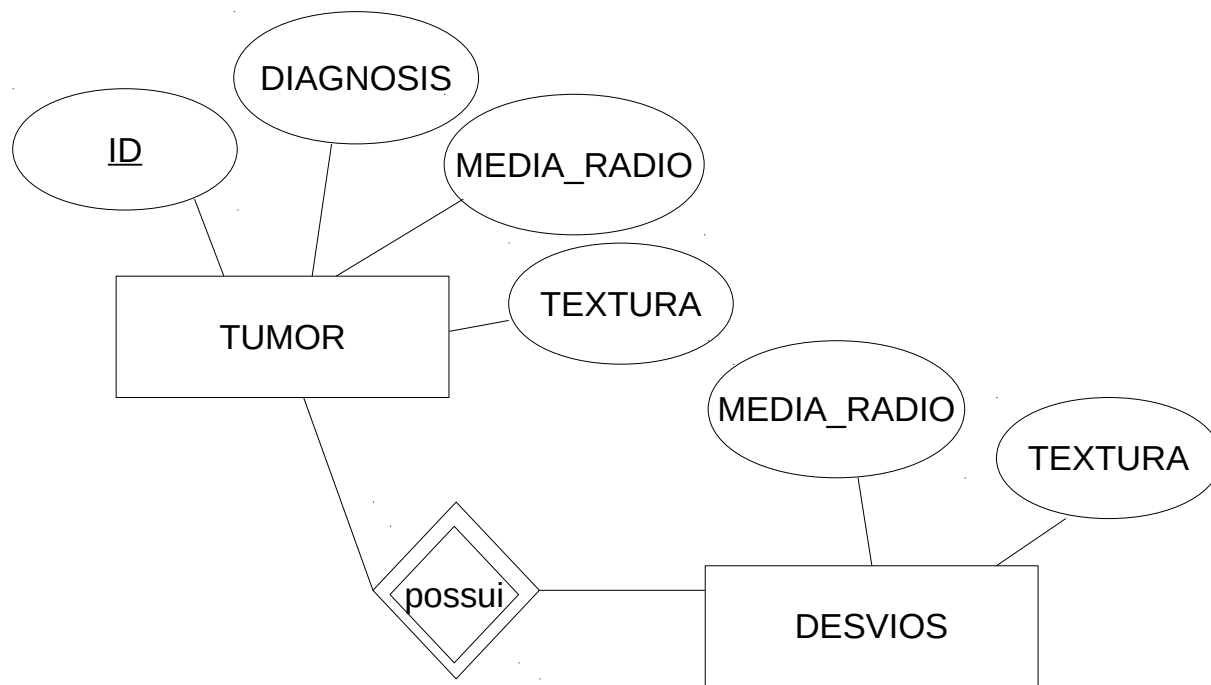 DIAGNOSIS
ID
MEDIA_RADIO
TEXTURA
TUMOR
MEDIA_RADIO
TEXTURA
possui
DESVIOS